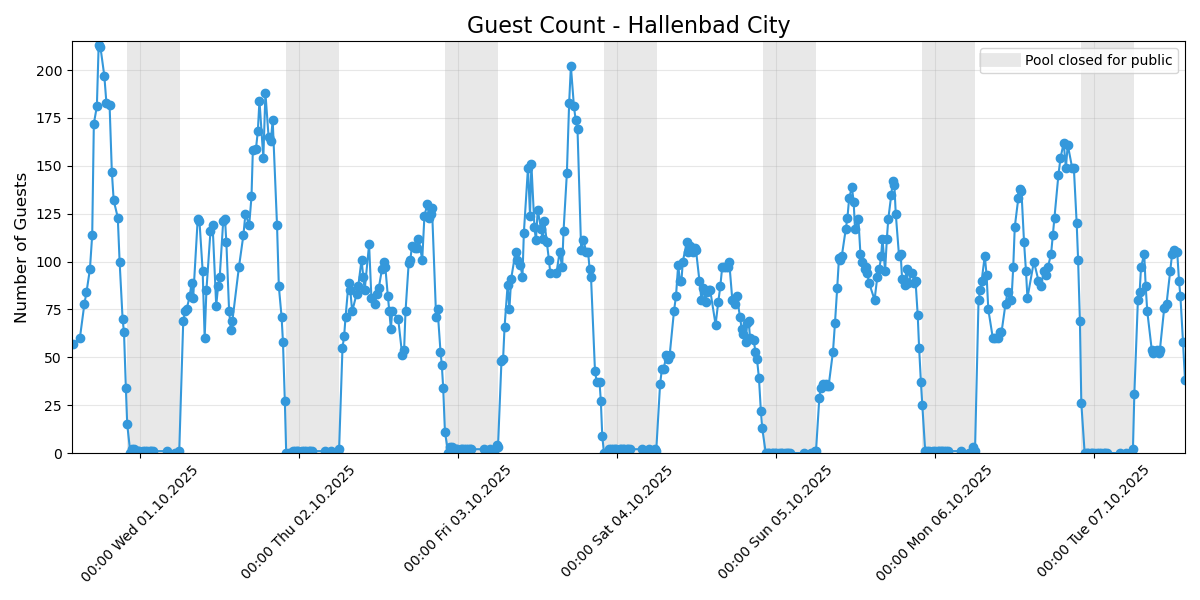 Guest Count - Hallenbad City
Pool closed for public
Number of Guests
200
175
150
125
100
75
50
25
0
00:00 Wed 01.10.2025
00:00 Thu 02.10.2025
00:00 Fri 03.10.2025
00:00 Sat 04.10.2025
00:00 Sun 05.10.2025
00:00 Mon 06.10.2025
00:00 Tue 07.10.2025